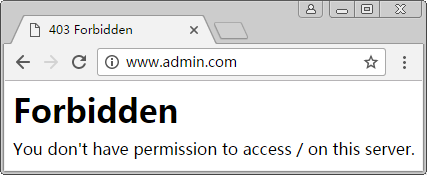 403 Forbidden
www.admin.com
Forbidden
You don't have permission to access / on this server.